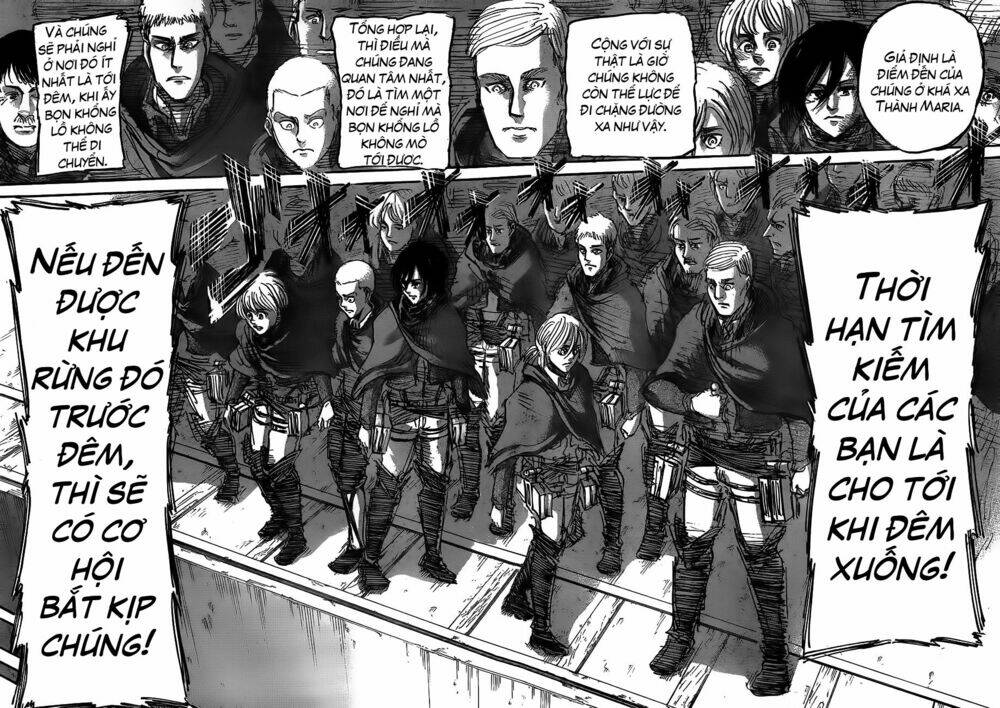 GIẢ ĐỊNH LÀ
ĐIỂM ĐẾN CỦA
CHÚNG Ở KHÁ XA
THÀNH MARIA.
CỘNG VỚI SỰ
THẬT LÀ GIỜ
CHÚNG KHÔNG
CÒN THỂ LỰC ĐỂ
ĐI CHẶNG ĐƯỜNG
XA NHƯ VẬY.
TỔNG HỢP LẠI,
THÌ ĐIỀU MÀ
CHÚNG ĐANG
QUAN TÂM NHẤT,
ĐÓ LÀ TÌM MỘT
NƠI ĐỂ NGHỈ MÀ
BỌN KHỔNG LỒ
KHÔNG MÒ
TỚI ĐƯỢC.
VÀ CHÚNG
SẼ PHẢI NGHỈ
Ở NƠI ĐÓ ÍT
NHẤT LÀ TỚI
ĐÊM, KHI ẤY
BỌN KHỔNG
LỒ KHÔNG
THỂ DI
CHUYỂN.
THỜI
HẠN TÌM
KIẾM
CỦA CÁC
BẠN LÀ
CHO TỚI
KHI ĐÊM
XUỐNG!
NẾU ĐẾN
ĐƯỢC
KHU
RỪNG ĐÓ
TRƯỚC
ĐÊM,
THÌ SẼ
CÓ CƠ
HỘI
BẮT KỊP
CHÚNG!